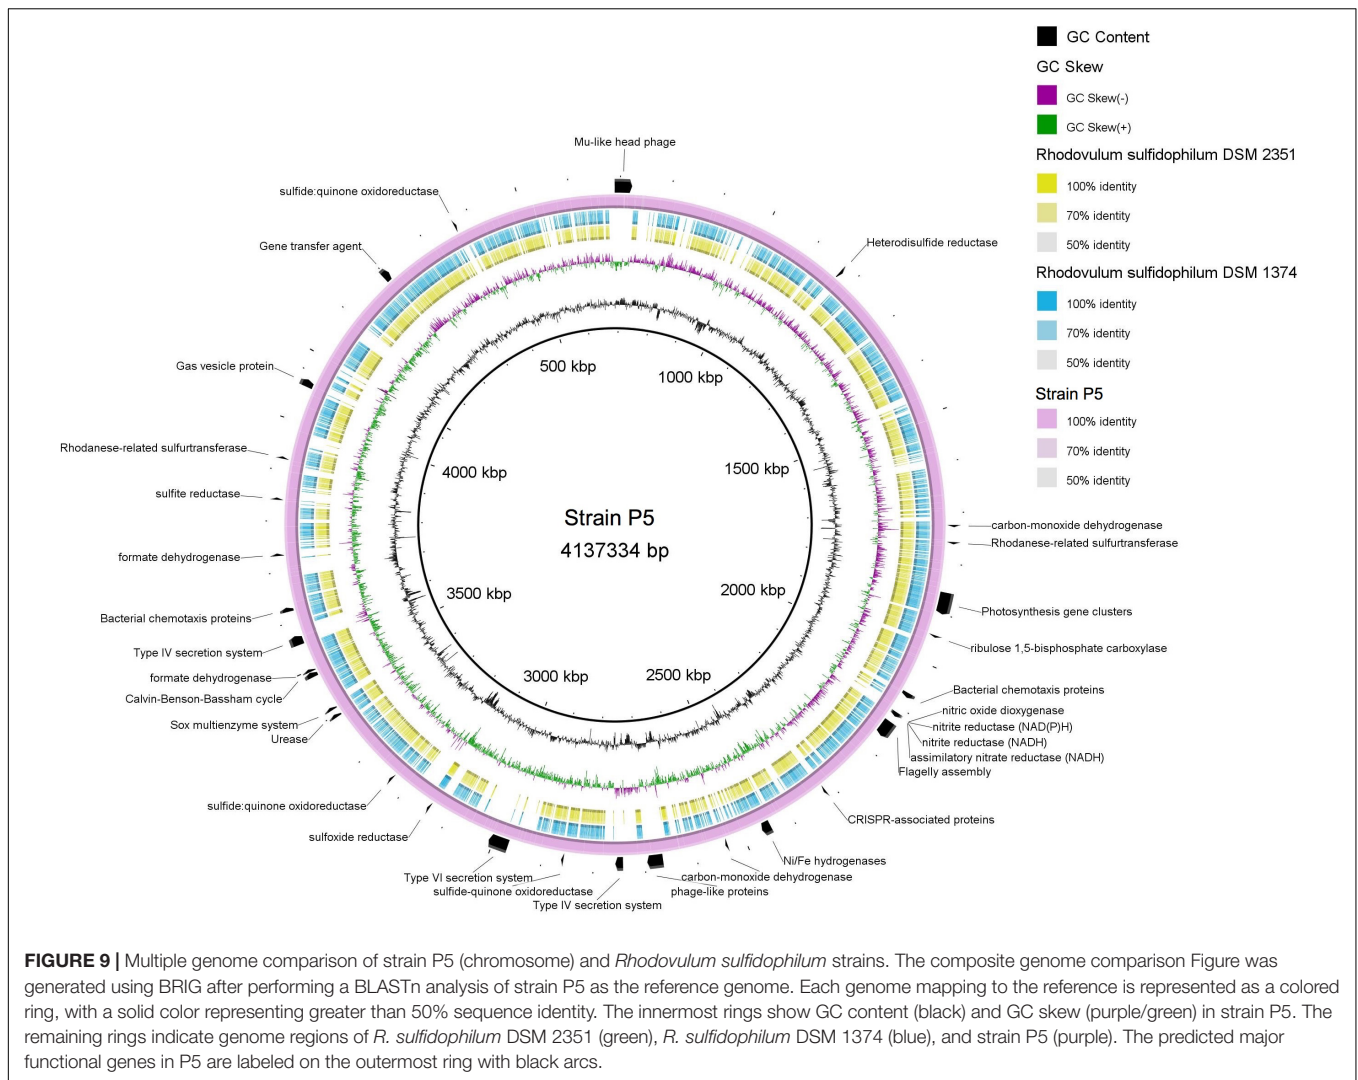 GC Content
GC Skew
GC Skew(-)
GC Skew(+)
Rhodovulum sulfidophilum DSM 2351
100% identity
70% identity
50% identity
Rhodovulum sulfidophilum DSM 1374
100% identity
70% identity
50% identity
Strain P5
100% identity
70% identity
50% identity
Mu-like head phage
Heterodisulfide reductase
carbon-monoxide dehydrogenase
Rhodanese-related sulfurtransferase
Photosynthesis gene clusters
ribulose 1,5-bisphosphate carboxylase
Bacterial chemotaxis proteins
nitric oxide dioxygenase
nitrite reductase (NAD(P)H)
nitrite reductase (NADH)
assimilatory nitrate reductase (NADH)
Flagelly assembly
CRISPR-associated proteins
Ni/Fe hydrogenases
carbon-monoxide dehydrogenase
phage-like proteins
Type IV secretion system
sulfide-quinone oxidoreductase
Type VI secretion system
sulfoxide reductase
sulfide:quinone oxidoreductase
Urease
Sox multienzyme system
Calvin-Benson-Bassham cycle
formate dehydrogenase
Type IV secretion system
Bacterial chemotaxis proteins
formate dehydrogenase
sulfite reductase
Rhodanese-related sulfurtransferase
Gas vesicle protein
Gene transfer agent
sulfide:quinone oxidoreductase
500 kbp
1000 kbp
1500 kbp
2000 kbp
2500 kbp
3000 kbp
3500 kbp
4000 kbp
Strain P5
4137334 bp
FIGURE 9 | Multiple genome comparison of strain P5 (chromosome) and Rhodovulum sulfidophilum strains. The composite genome comparison Figure was
generated using BRIG after performing a BLASTn analysis of strain P5 as the reference genome. Each genome mapping to the reference is represented as a colored
ring, with a solid color representing greater than 50% sequence identity. The innermost rings show GC content (black) and GC skew (purple/green) in strain P5. The
remaining rings indicate genome regions of R. sulfidophilum DSM 2351 (green), R. sulfidophilum DSM 1374 (blue), and strain P5 (purple). The predicted major
functional genes in P5 are labeled on the outermost ring with black arcs.